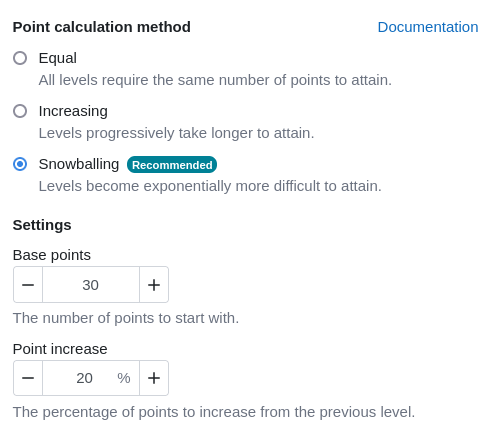 Point calculation method Documentation
Equal
All levels require the same number of points to attain.
Increasing
Levels progressively take longer to attain.
Snowballing Recommended
Levels become exponentially more difficult to attain.
Settings
Base points
− 30 +
The number of points to start with.
Point increase
− 20 % +
The percentage of points to increase from the previous level.